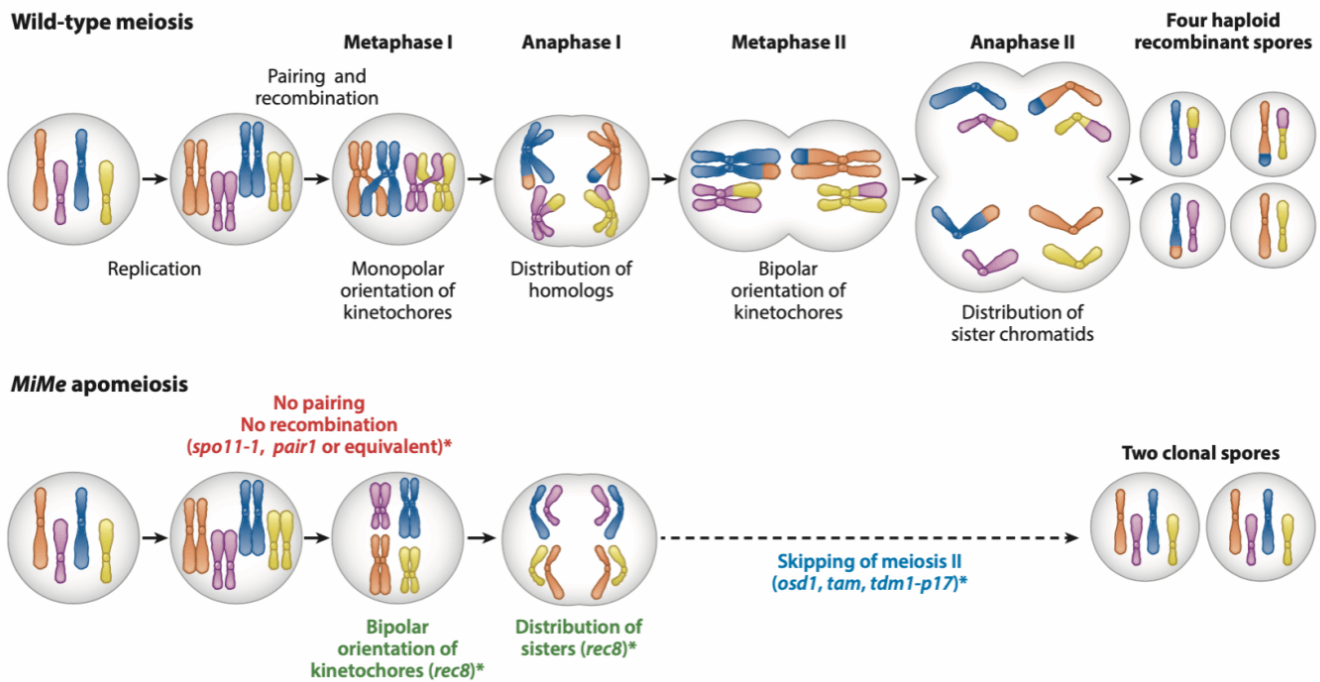 Wild-type meiosis
Pairing and
recombination
Replication
Metaphase I
Monopolar
orientation of
kinetochores
Anaphase I
Distribution of
homologs
Metaphase II
Bipolar
orientation of
kinetochores
Anaphase II
Distribution of
sister chromatids
Four haploid
recombinant spores
MiMe apomeiosis
No pairing
No recombination
(spo11-1, pair1 or equivalent)*
Bipolar
orientation of
kinetochores (rec8)*
Distribution of
sisters (rec8)*
Skipping of meiosis II
(osd1, tam, tdm1-p17)*
Two clonal spores